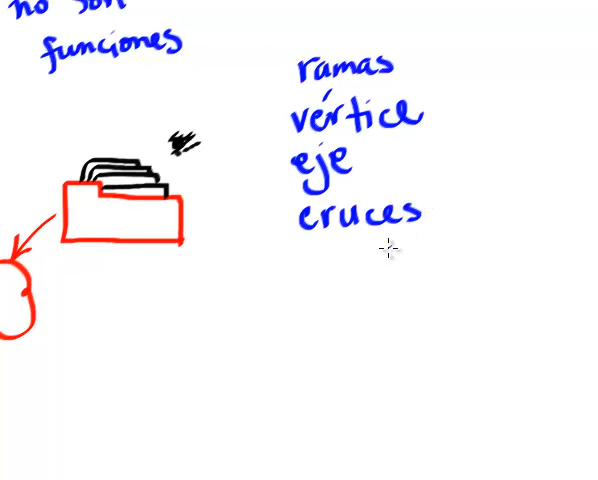 no son
funciones
ramas
vértice
eje
cruces